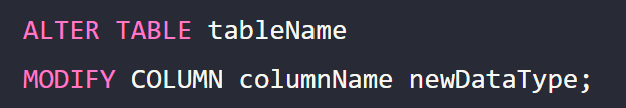 ALTER TABLE tableName
MODIFY COLUMN columnName newDataType;